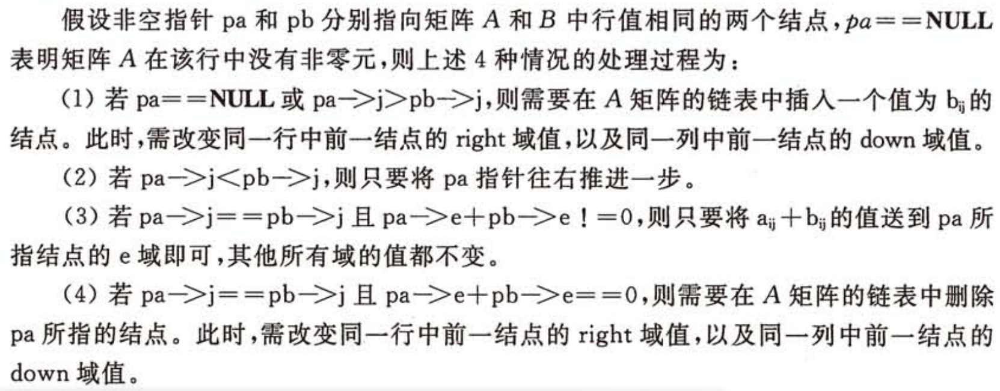 假设非空指针 pa 和 pb 分别指向矩阵 A 和 B 中行值相同的两个结点,pa==NULL
表明矩阵 A 在该行中没有非零元,则上述 4 种情况的处理过程为:
(1) 若 pa==NULL 或 pa->j>pb->j,则需要在 A 矩阵的链表中插入一个值为 bij 的
结点。此时,需改变同一行中前一结点的 right 域值,以及同一列中前一结点的 down 域值。
(2) 若 pa->j<pb->j,则只要将 pa 指针往右推进一步。
(3) 若 pa->j==pb->j 且 pa->e+pb->e!=0,则只要将 aij+bij 的值送到 pa 所
指结点的 e 域即可,其他所有域的值都不变。
(4) 若 pa->j==pb->j 且 pa->e+pb->e==0,则需要在 A 矩阵的链表中删除
pa 所指的结点。此时,需改变同一行中前一结点的 right 域值,以及同一列中前一结点的
down 域值。